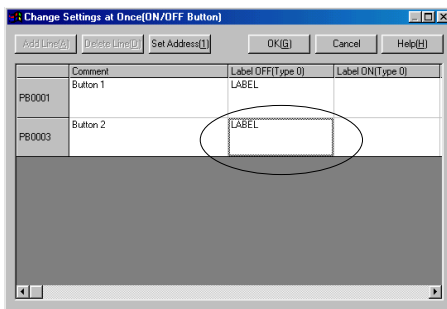 Change Settings at Once(ON/OFF Button)
Add Line(A) Delete Line(D) Set Address(1) OK(G) Cancel Help(H)
Comment Label OFF(Type 0) Label ON(Type 0)
PB0001 Button 1 LABEL
PB0003 Button 2 LABEL